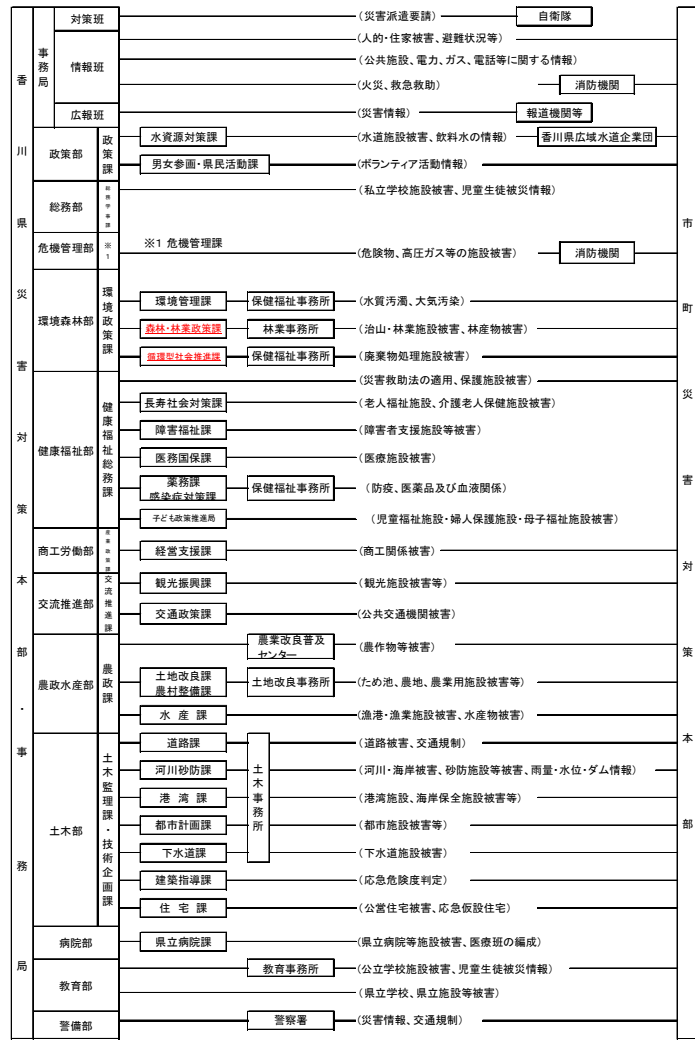 香川県災害対策本部・事務局
事務局
対策班
(災害派遣要請)
自衛隊
情報班
(人的・住家被害、避難状況等)
(公共施設、電力、ガス、電話等に関する情報)
(火災、救急救助)
消防機関
広報班
(災害情報)
報道機関等
政策部
政策課
水資源対策課
(水道施設被害、飲料水の情報)
香川県広域水道企業団
男女参画・県民活動課
(ボランティア活動情報)
総務部
総務学事課
(私立学校施設被害、児童生徒被災情報)
危機管理部
※1
※1 危機管理課
(危険物、高圧ガス等の施設被害)
消防機関
環境森林部
環境政策課
環境管理課
保健福祉事務所
(水質汚濁、大気汚染)
森林・林業政策課
林業事務所
(治山・林業施設被害、林産物被害)
循環型社会推進課
保健福祉事務所
(廃棄物処理施設被害)
健康福祉部
健康福祉総務課
(災害救助法の適用、保護施設被害)
長寿社会対策課
(老人福祉施設、介護老人保健施設被害)
障害福祉課
(障害者支援施設等被害)
医務国保課
(医療施設被害)
薬務課
感染症対策課
保健福祉事務所
(防疫、医薬品及び血液関係)
子ども政策推進局
(児童福祉施設・婦人保護施設・母子福祉施設被害)
商工労働部
産業政策課
経営支援課
(商工関係被害)
交流推進部
交流推進課
観光振興課
(観光施設被害等)
交通政策課
(公共交通機関被害)
農政水産部
農政課
農業改良普及
センター
(農作物等被害)
土地改良課
農村整備課
土地改良事務所
(ため池、農地、農業用施設被害等)
水産課
(漁港・漁業施設被害、水産物被害)
土木部
土木監理課・技術企画課
土木事務所
道路課
(道路被害、交通規制)
河川砂防課
(河川・海岸被害、砂防施設等被害、雨量・水位・ダム情報)
港湾課
(港湾施設、海岸保全施設被害等)
都市計画課
(都市施設被害等)
下水道課
(下水道施設被害)
建築指導課
(応急危険度判定)
住宅課
(公営住宅被害、応急仮設住宅)
病院部
県立病院課
(県立病院等施設被害、医療班の編成)
教育部
教育事務所
(公立学校施設被害、児童生徒被災情報)
(県立学校、県立施設等被害)
警備部
警察署
(災害情報、交通規制)
市町災害対策本部